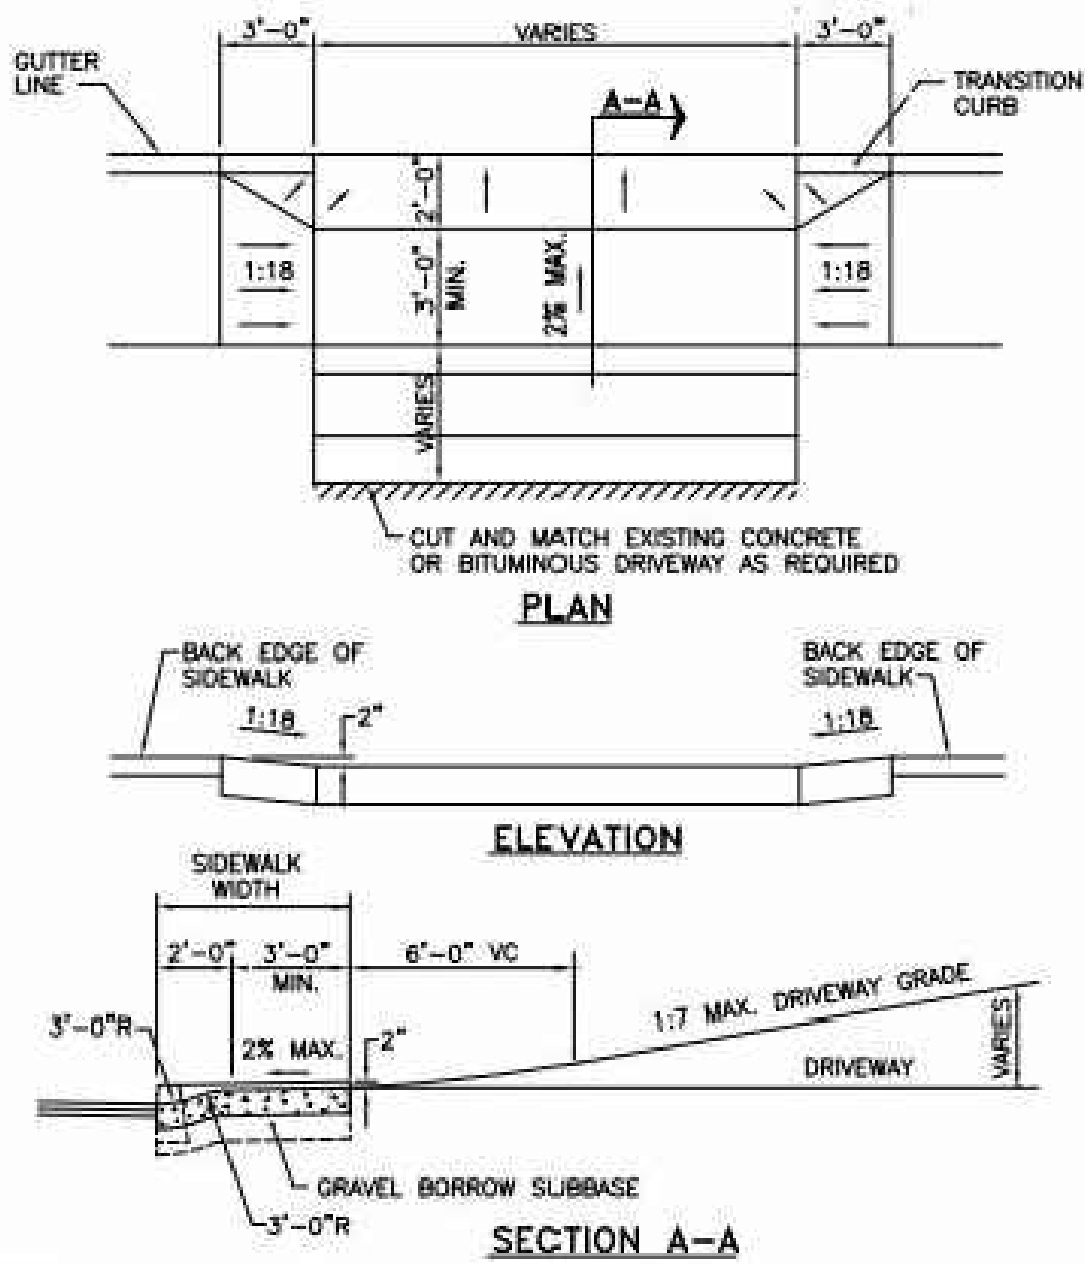 3'-0"
VARIES
3'-0"
GUTTER
LINE
A-A
TRANSITION
CURB
2'-0"
3'-0"
MIN.
2% MAX.
1:18
1:18
VARIES
CUT AND MATCH EXISTING CONCRETE
OR BITUMINOUS DRIVEWAY AS REQUIRED
PLAN
BACK EDGE OF
SIDEWALK
BACK EDGE OF
SIDEWALK
1:18
2"
1:18
ELEVATION
SIDEWALK
WIDTH
2'-0"
3'-0"
MIN.
6'-0" VC
3'-0"R
2% MAX.
2"
1:7 MAX. DRIVEWAY GRADE
DRIVEWAY
VARIES
GRAVEL BORROW SUBBASE
3'-0"R
SECTION A-A